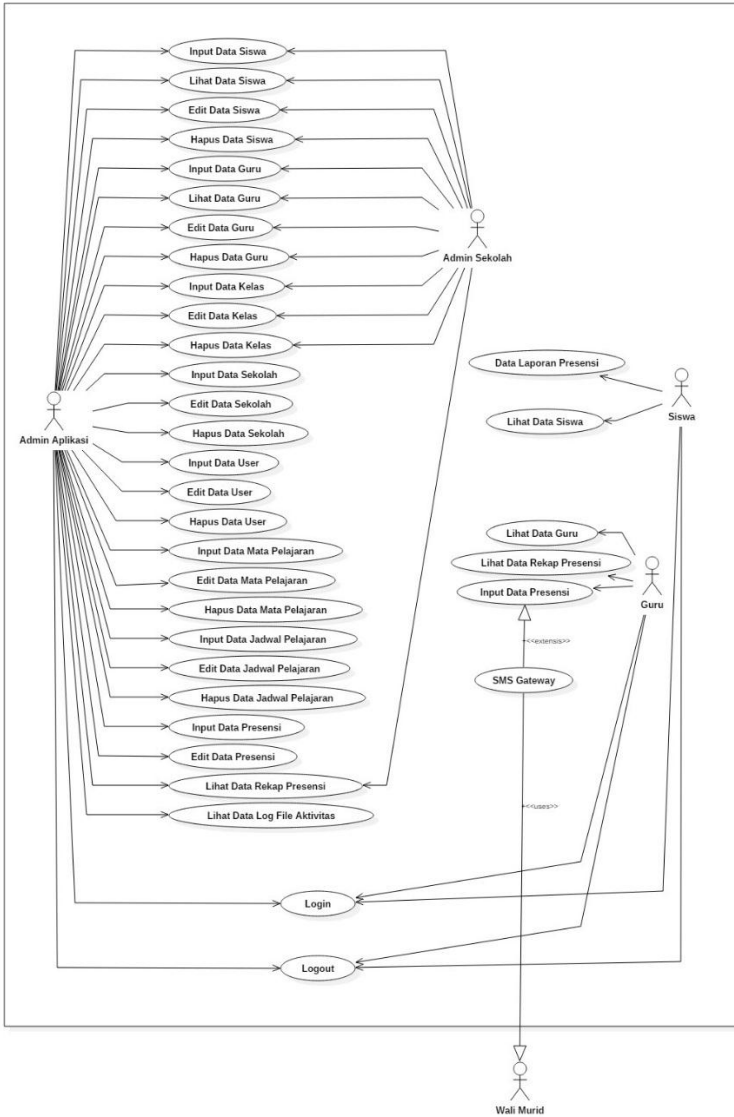 Input Data Siswa
Lihat Data Siswa
Edit Data Siswa
Hapus Data Siswa
Input Data Guru
Lihat Data Guru
Edit Data Guru
Hapus Data Guru
Input Data Kelas
Edit Data Kelas
Hapus Data Kelas
Input Data Sekolah
Edit Data Sekolah
Hapus Data Sekolah
Input Data User
Edit Data User
Hapus Data User
Input Data Mata Pelajaran
Edit Data Mata Pelajaran
Hapus Data Mata Pelajaran
Input Data Jadwal Pelajaran
Edit Data Jadwal Pelajaran
Hapus Data Jadwal Pelajaran
Input Data Presensi
Edit Data Presensi
Lihat Data Rekap Presensi
Lihat Data Log File Aktivitas
Login
Logout
Admin Aplikasi
Admin Sekolah
Data Laporan Presensi
Lihat Data Siswa
Siswa
Lihat Data Guru
Lihat Data Rekap Presensi
Input Data Presensi
Guru
+<<extensis>>
SMS Gateway
+<<uses>>
Wali Murid